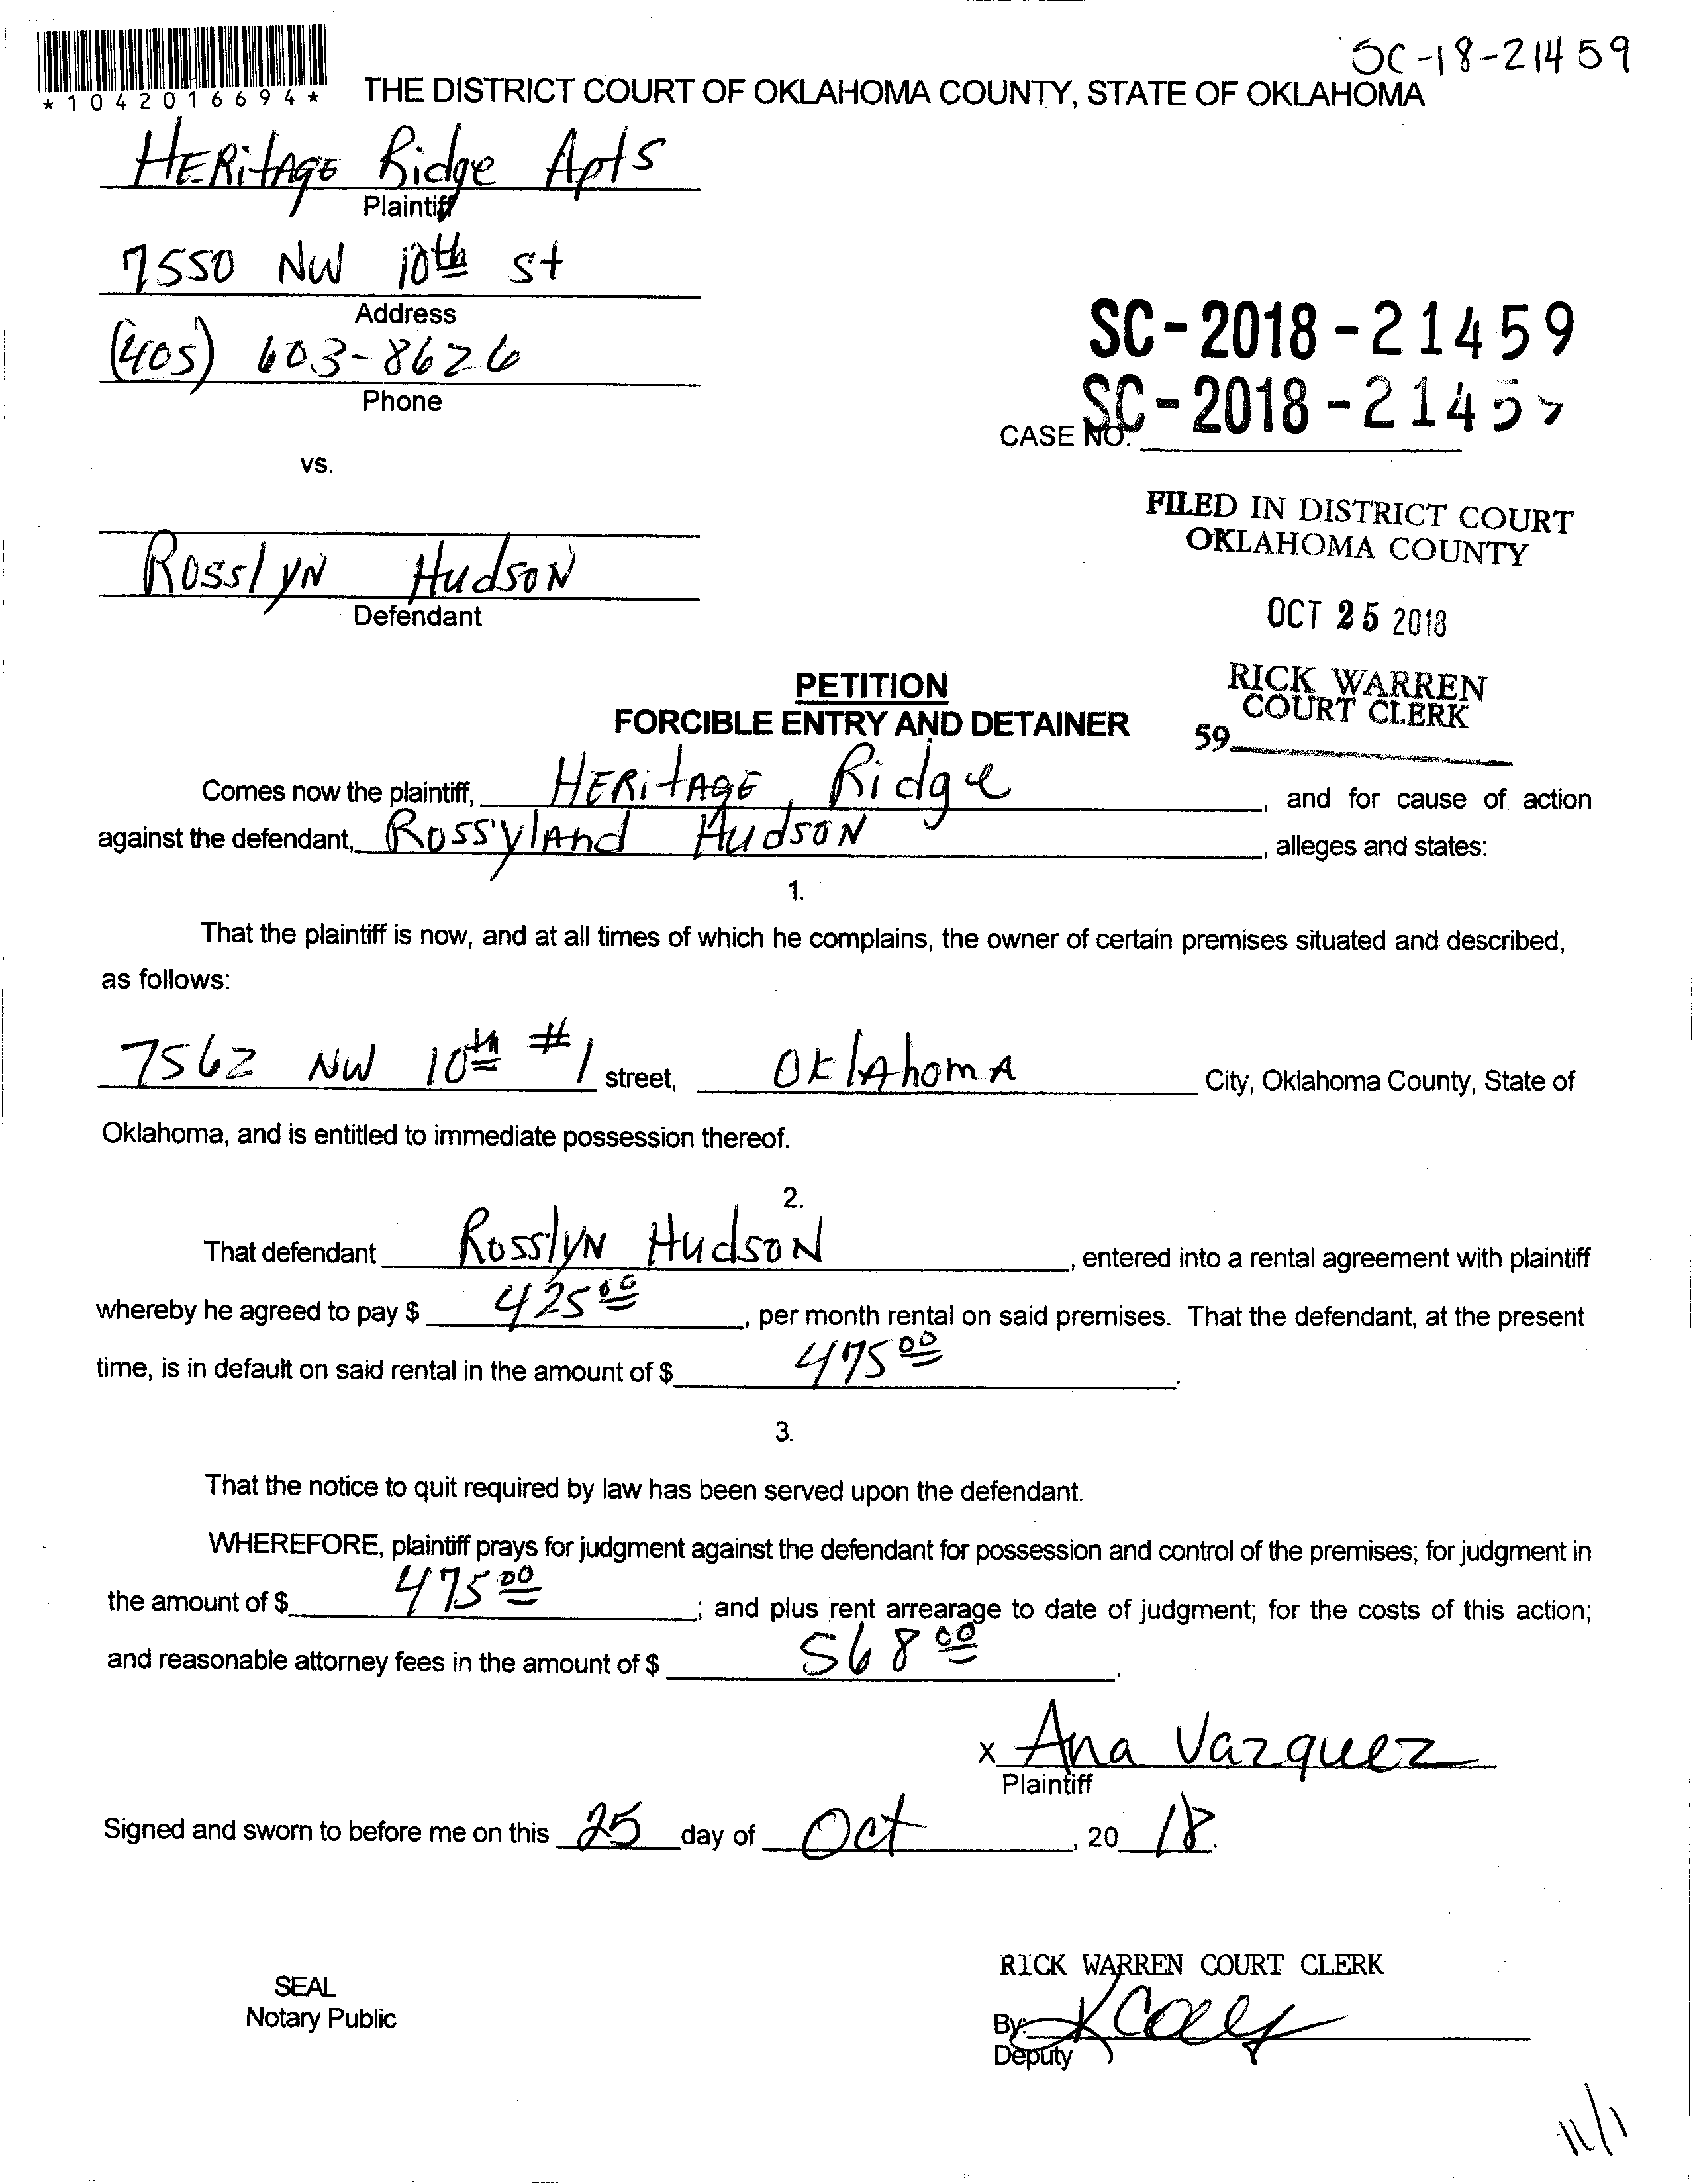 SC-18-21459
*1042016694*
THE DISTRICT COURT OF OKLAHOMA COUNTY, STATE OF OKLAHOMA
HERitAGE Ridge Apts
Plaintiff
7550 NW 10th St
Address
(405) 603-8626
Phone
SC-2018-21459
SC-2018-2145
CASE NO.
vs.
FILED IN DISTRICT COURT
OKLAHOMA COUNTY
Rosslyn Hudson
Defendant
OCT 25 2018
PETITION
RICK WARREN
COURT CLERK
FORCIBLE ENTRY AND DETAINER
59
Comes now the plaintiff, HERitAGE Ridge, and for cause of action
against the defendant, Rossyland Hudson, alleges and states:
1.
That the plaintiff is now, and at all times of which he complains, the owner of certain premises situated and described,
as follows:
7562 NW 10th #1 street, Oklahoma City, Oklahoma County, State of
Oklahoma, and is entitled to immediate possession thereof.
2.
That defendant Rosslyn Hudson, entered into a rental agreement with plaintiff
whereby he agreed to pay $ 425 00, per month rental on said premises. That the defendant, at the present
time, is in default on said rental in the amount of $ 475 00.
3.
That the notice to quit required by law has been served upon the defendant.
WHEREFORE, plaintiff prays for judgment against the defendant for possession and control of the premises; for judgment in
the amount of $ 475 00; and plus rent arrearage to date of judgment; for the costs of this action;
and reasonable attorney fees in the amount of $ 568 00.
x Ana Vazquez
Plaintiff
Signed and sworn to before me on this 25 day of Oct, 20 18.
RICK WARREN COURT CLERK
SEAL
Notary Public
By:
Deputy
11/1